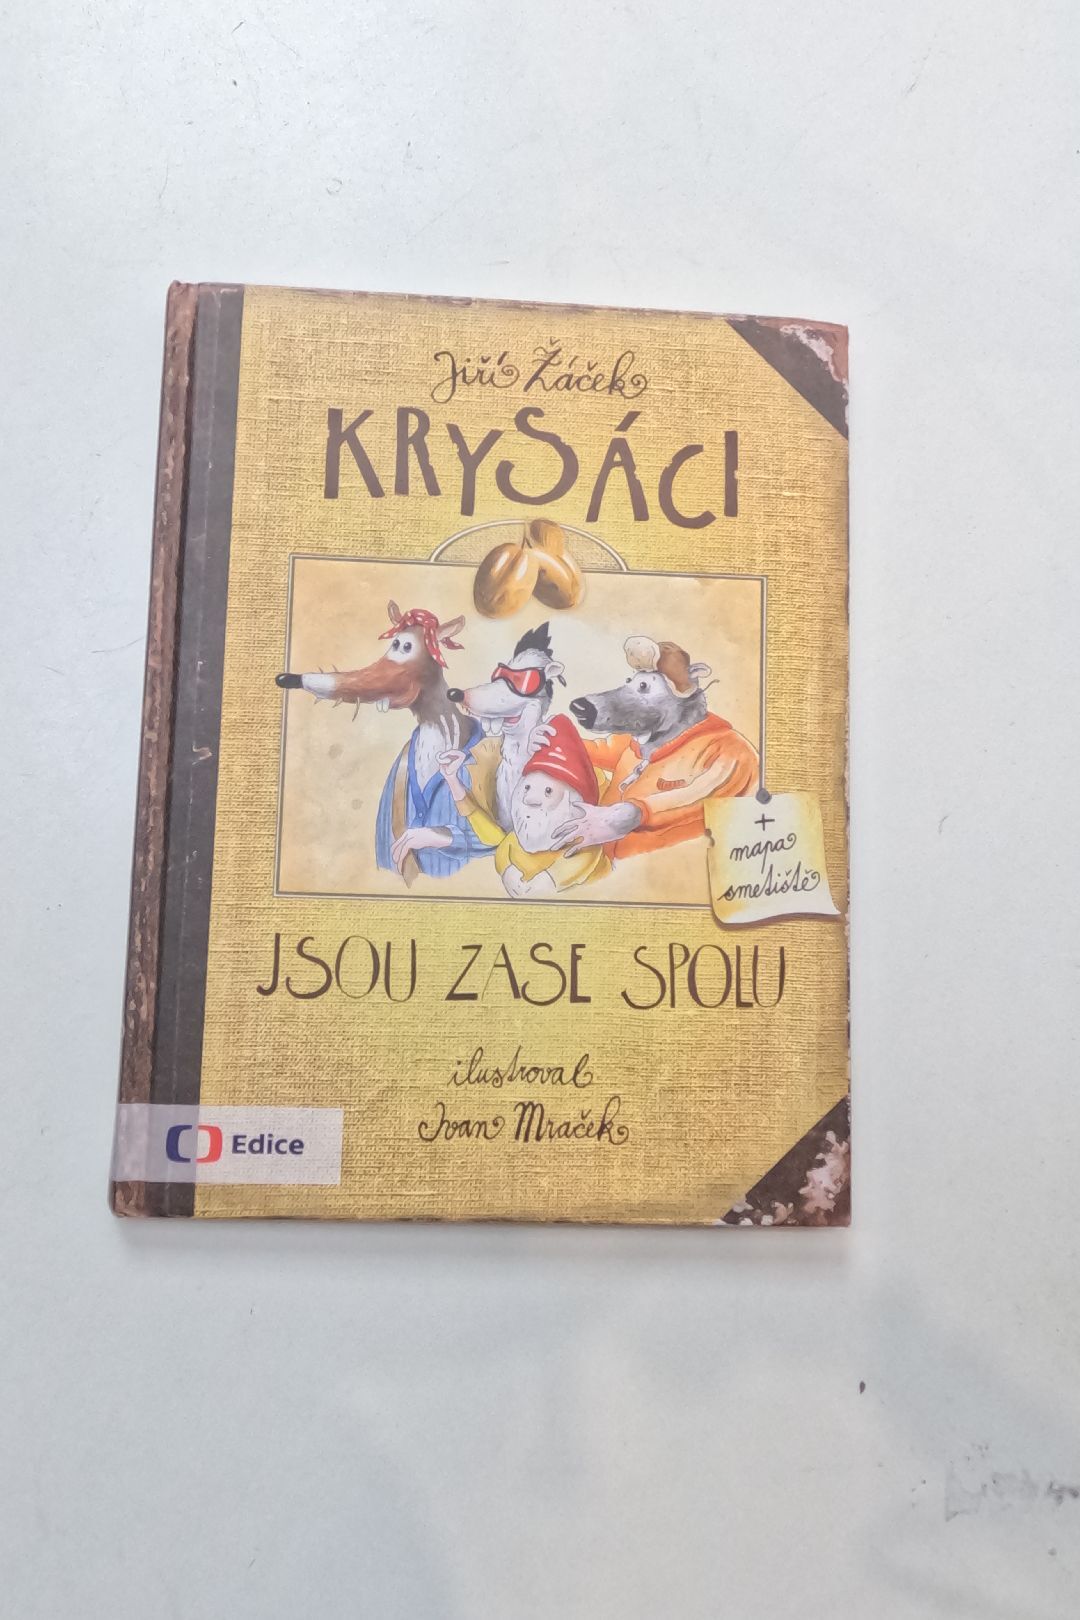 Jiří Žáček
KRYSÁCI
+
mapa
smetiště
JSOU ZASE SPOLU
ilustroval
Ivan Mraček
Edice